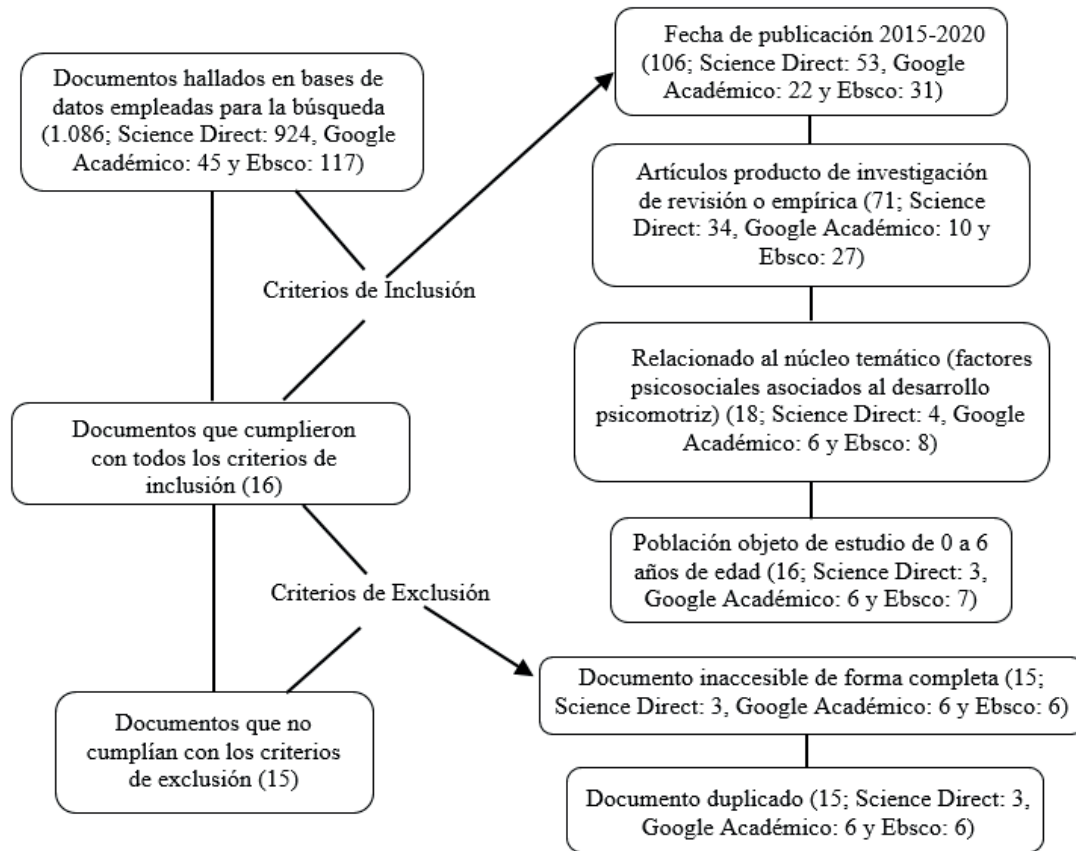 Documentos hallados en bases de
datos empleadas para la búsqueda
(1.086; Science Direct: 924, Google
Académico: 45 y Ebsco: 117)
Criterios de Inclusión
Fecha de publicación 2015-2020
(106; Science Direct: 53, Google
Académico: 22 y Ebsco: 31)
Artículos producto de investigación
de revisión o empírica (71; Science
Direct: 34, Google Académico: 10 y
Ebsco: 27)
Relacionado al núcleo temático (factores
psicosociales asociados al desarrollo
psicomotriz) (18; Science Direct: 4, Google
Académico: 6 y Ebsco: 8)
Población objeto de estudio de 0 a 6
años de edad (16; Science Direct: 3,
Google Académico: 6 y Ebsco: 7)
Documentos que cumplieron
con todos los criterios de
inclusión (16)
Criterios de Exclusión
Documento inaccesible de forma completa (15;
Science Direct: 3, Google Académico: 6 y Ebsco: 6)
Documento duplicado (15; Science Direct: 3,
Google Académico: 6 y Ebsco: 6)
Documentos que no
cumplían con los criterios
de exclusión (15)